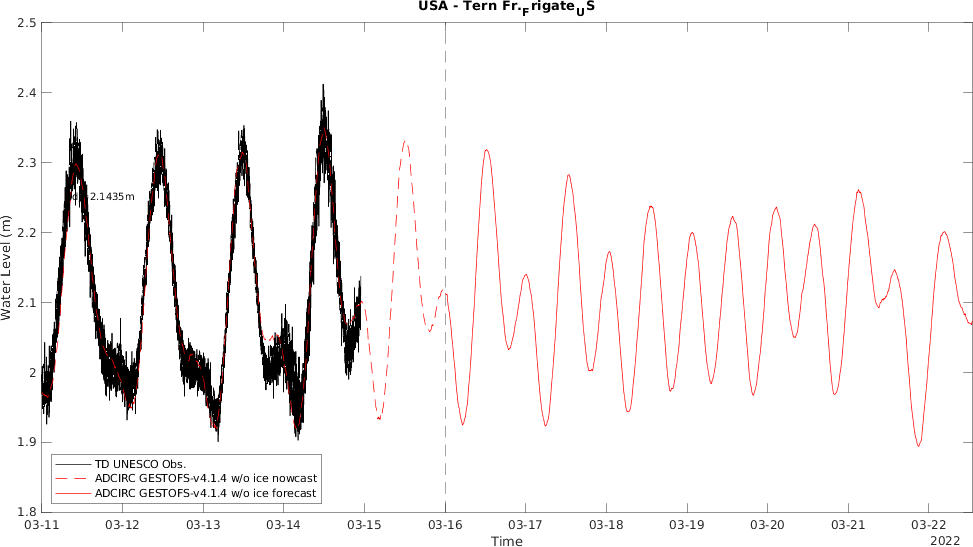 USA - Tern Fr.FrigateUS
2.5
2.4
2.3
2.2
2.1
2
1.9
1.8
Water Level (m)
2.1435m
TD UNESCO Obs.
ADCIRC GESTOFS-v4.1.4 w/o ice nowcast
ADCIRC GESTOFS-v4.1.4 w/o ice forecast
03-11 03-12 03-13 03-14 03-15 03-16 03-17 03-18 03-19 03-20 03-21 03-22
Time
2022